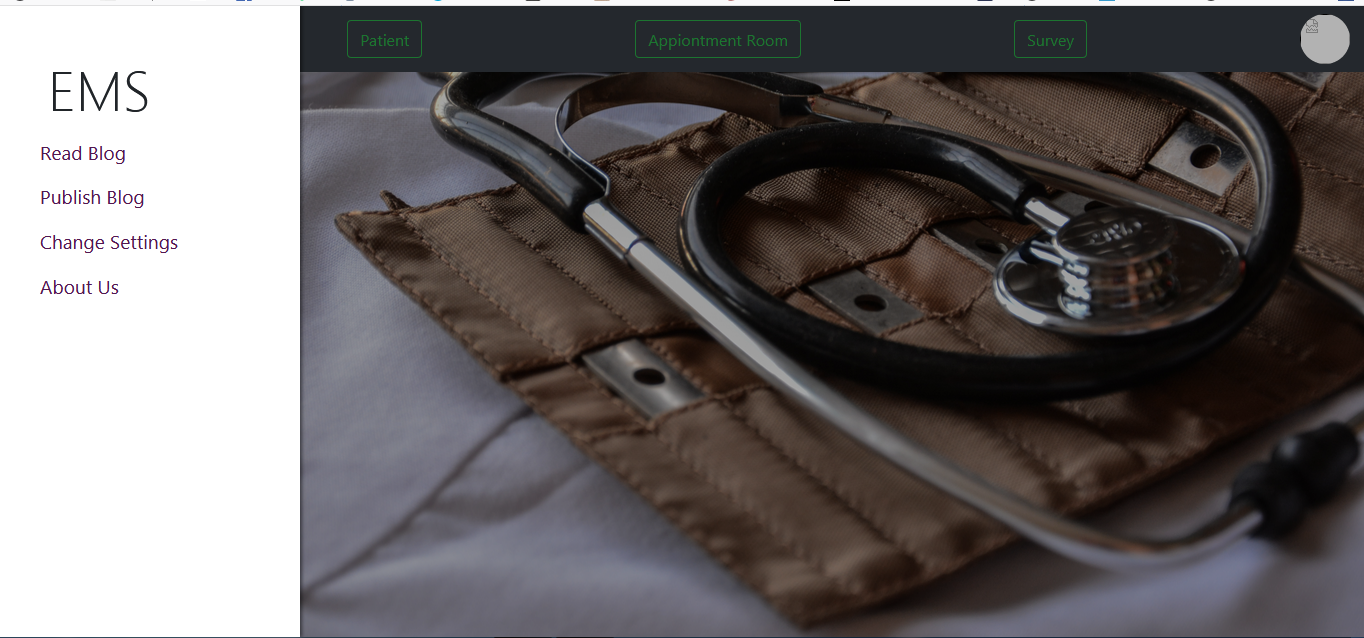 EMS
Read Blog
Publish Blog
Change Settings
About Us
Patient
Appiontment Room
Survey